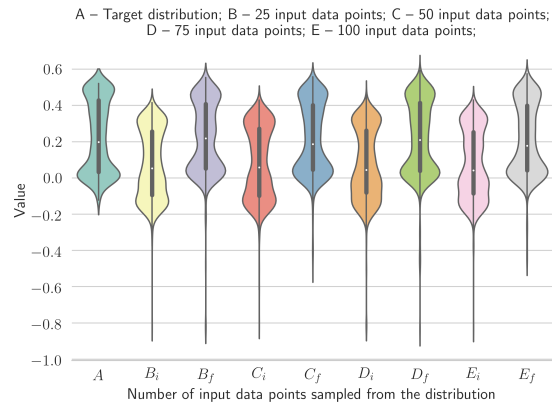 A – Target distribution; B – 25 input data points; C – 50 input data points;
D – 75 input data points; E – 100 input data points;
0.6
0.4
0.2
0.0
−0.2
−0.4
−0.6
−0.8
−1.0
Value
A B_i B_f C_i C_f D_i D_f E_i E_f
Number of input data points sampled from the distribution